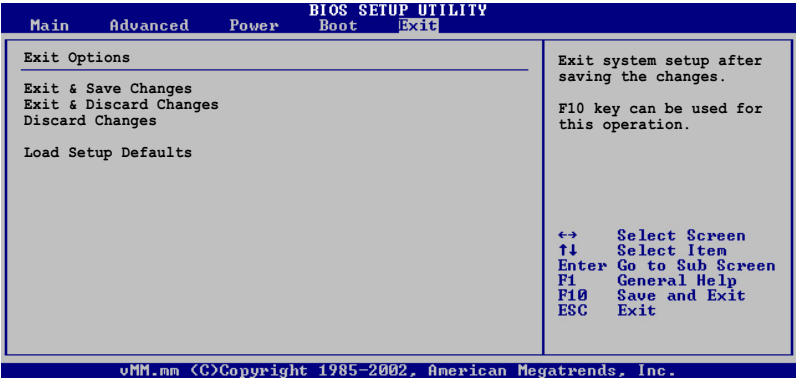 BIOS SETUP UTILITY
Main Advanced Power Boot Exit
Exit Options
Exit & Save Changes
Exit & Discard Changes
Discard Changes
Load Setup Defaults
Exit system setup after
saving the changes.
F10 key can be used for
this operation.
←→ Select Screen
↑↓ Select Item
Enter Go to Sub Screen
F1 General Help
F10 Save and Exit
ESC Exit
vMM.mm (C)Copyright 1985-2002, American Megatrends, Inc.